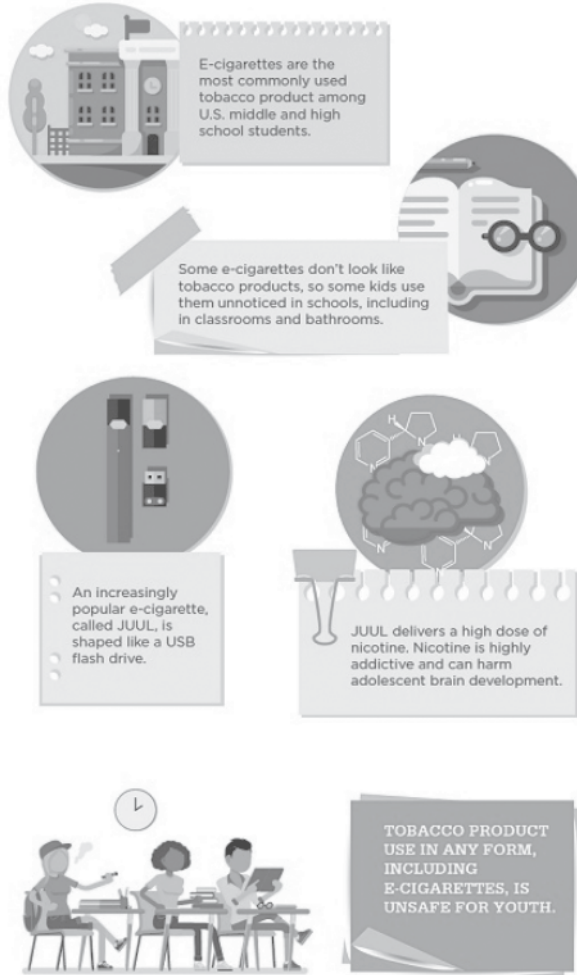 E-cigarettes are the
most commonly used
tobacco product among
U.S. middle and high
school students.
Some e-cigarettes don't look like
tobacco products, so some kids use
them unnoticed in schools, including
in classrooms and bathrooms.
An increasingly
popular e-cigarette,
called JUUL, is
shaped like a USB
flash drive.
H
N
H
N
N
JUUL delivers a high dose of
nicotine. Nicotine is highly
addictive and can harm
adolescent brain development.
TOBACCO PRODUCT
USE IN ANY FORM,
INCLUDING
E-CIGARETTES, IS
UNSAFE FOR YOUTH.